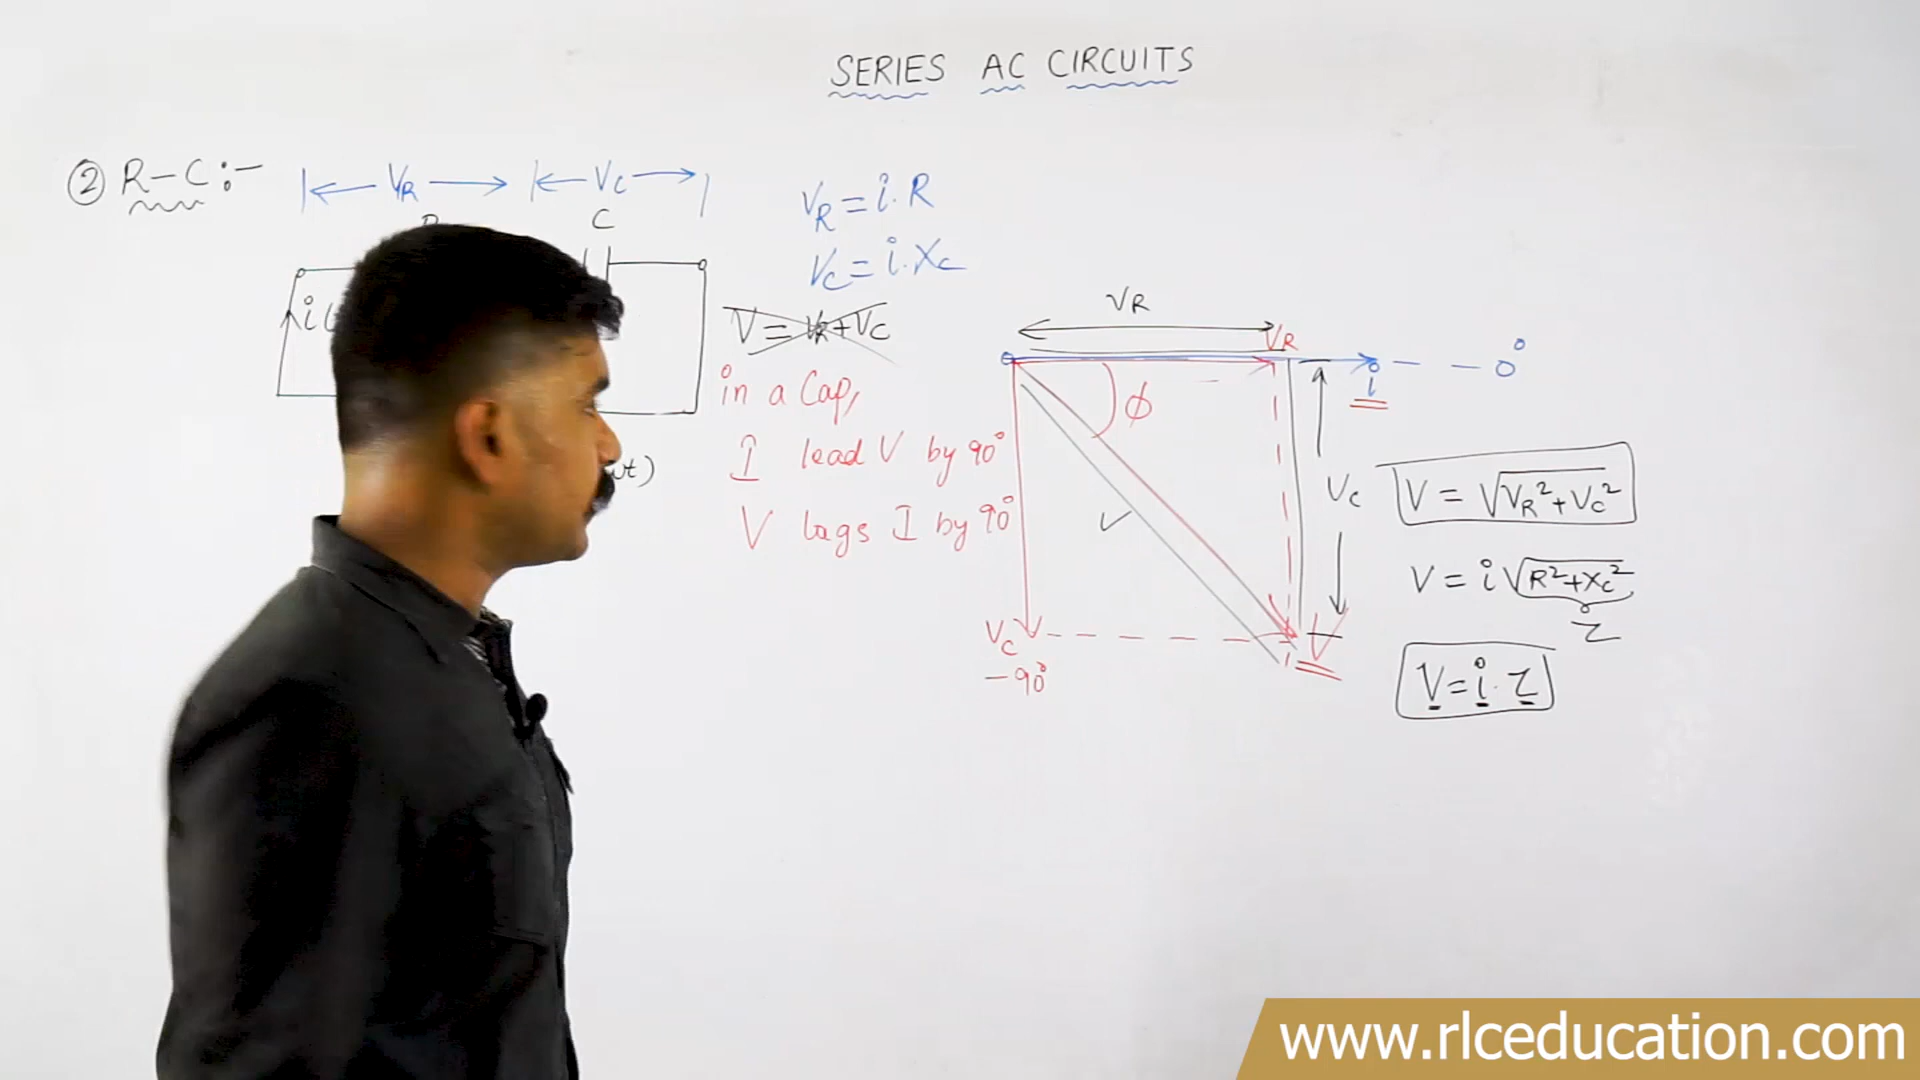 SERIES AC CIRCUITS
② R-C:-
VR
VC
C
i
ωt)
VR = i.R
VC = i.XC
V = VR+VC
in a Cap,
I lead V by 90°
V lags I by 90°
VR
VR
i
0°
ϕ
VC
V
VC
-90°
V
V = √VR²+VC²
V = i√R²+XC²
Z
V = i.Z
www.rlceducation.com